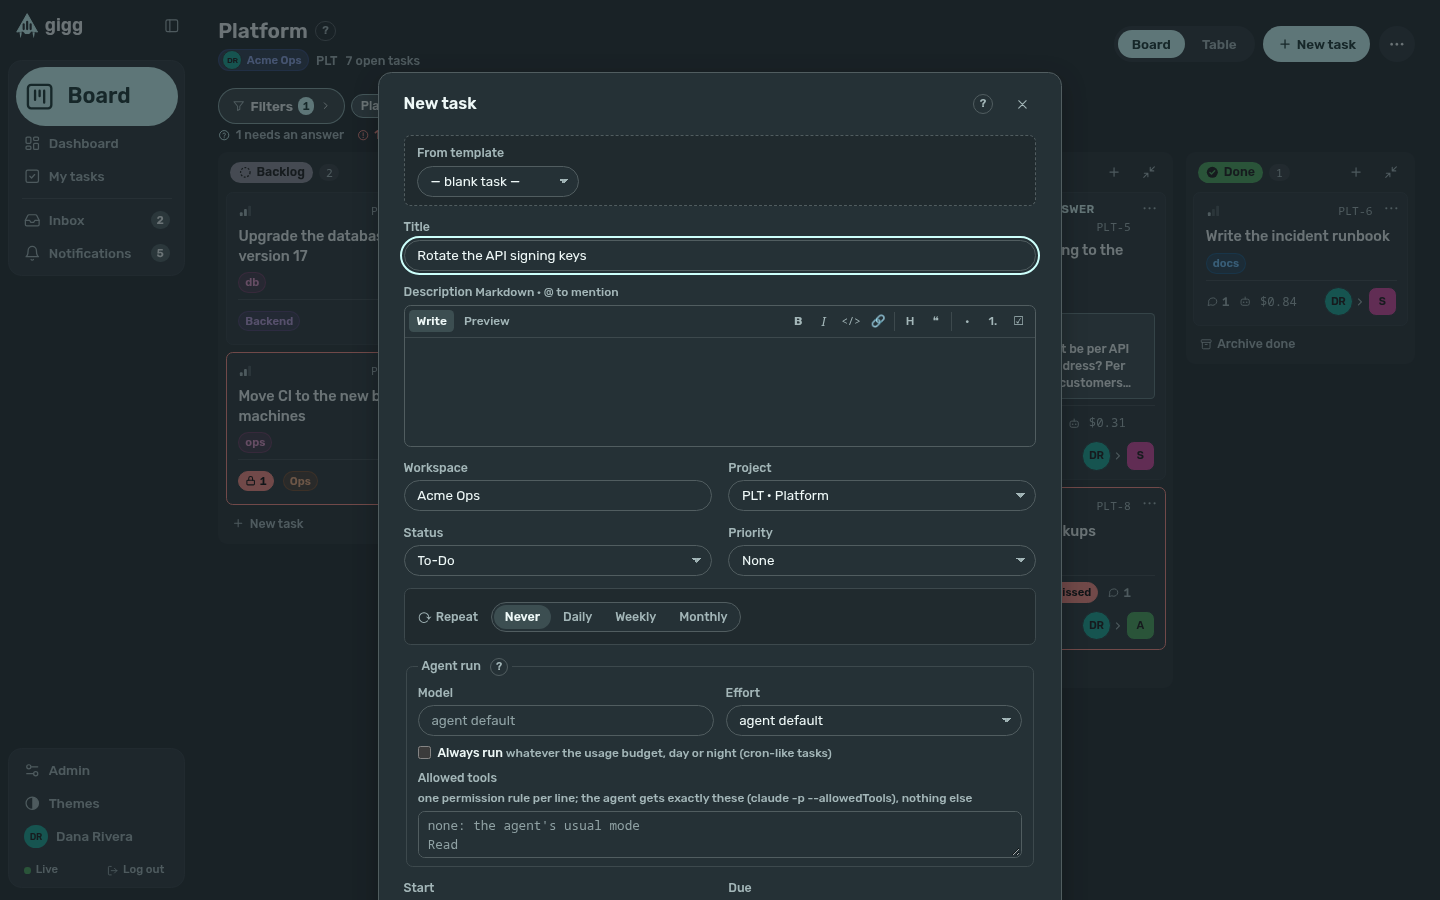 gigg
Board
Dashboard
My tasks
Inbox 2
Notifications 5
Admin
Themes
DR Dana Rivera
Live Log out
Platform ?
DR Acme Ops PLT 7 open tasks
Board Table + New task
Filters 1
1 needs an answer
Backlog 2
Upgrade the
version 17
db
Backend
Move CI to the new
machines
ops
1 Ops
+ New task
New task ?
From template
— blank task —
Title
Rotate the API signing keys
Description Markdown • @ to mention
Write Preview B I </> H ❝ • 1. ☑
Workspace Project
Acme Ops PLT • Platform
Status Priority
To-Do None
Repeat Never Daily Weekly Monthly
Agent run ?
Model Effort
agent default agent default
Always run whatever the usage budget, day or night (cron-like tasks)
Allowed tools
one permission rule per line; the agent gets exactly these (claude -p --allowedTools), nothing else
none: the agent's usual mode
Read
Start Due
PLT-5
to the
be per API
Per
$0.31
DR S
PLT-8
1
DR A
Done 1
PLT-6
Write the incident runbook
docs
1 $0.84 DR S
Archive done